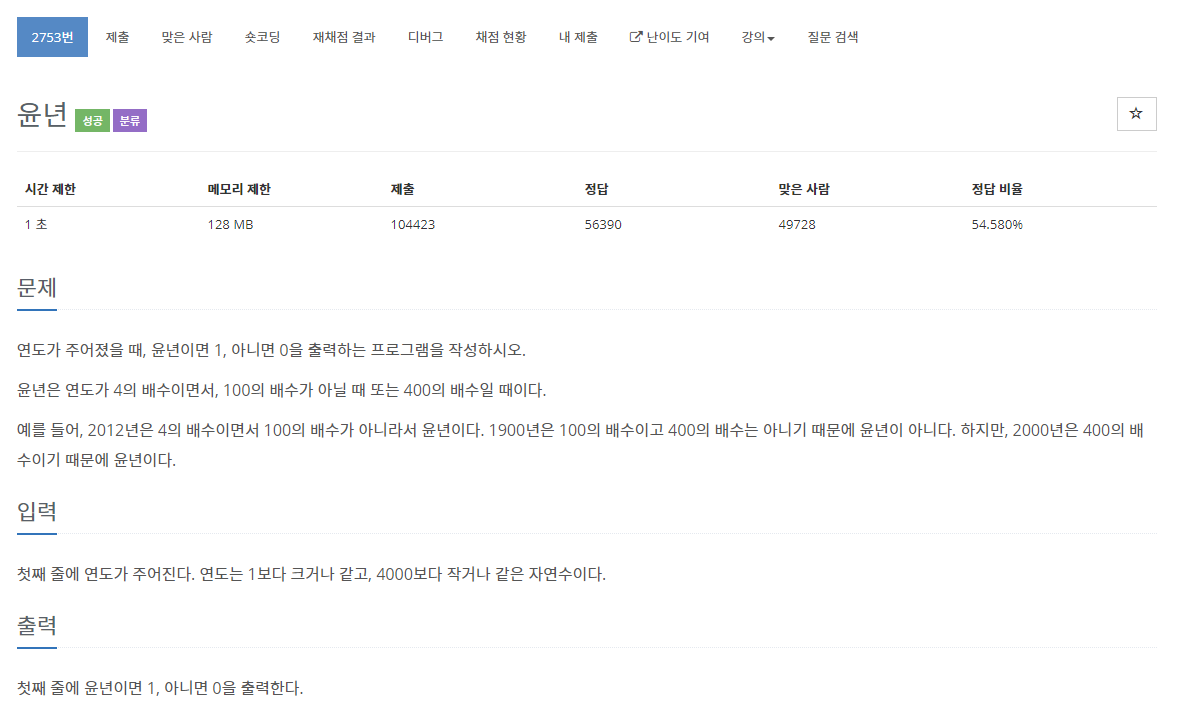 2753번 제출 맞은 사람 숏코딩 재채점 결과 디버그 채점 현황 내 제출 난이도 기여 강의 질문 검색
윤년 성공 분류
시간 제한 메모리 제한 제출 정답 맞은 사람 정답 비율
1 초 128 MB 104423 56390 49728 54.580%
문제
연도가 주어졌을 때, 윤년이면 1, 아니면 0을 출력하는 프로그램을 작성하시오.
윤년은 연도가 4의 배수이면서, 100의 배수가 아닐 때 또는 400의 배수일 때이다.
예를 들어, 2012년은 4의 배수이면서 100의 배수가 아니라서 윤년이다. 1900년은 100의 배수이고 400의 배수는 아니기 때문에 윤년이 아니다. 하지만, 2000년은 400의 배
수이기 때문에 윤년이다.
입력
첫째 줄에 연도가 주어진다. 연도는 1보다 크거나 같고, 4000보다 작거나 같은 자연수이다.
출력
첫째 줄에 윤년이면 1, 아니면 0을 출력한다.